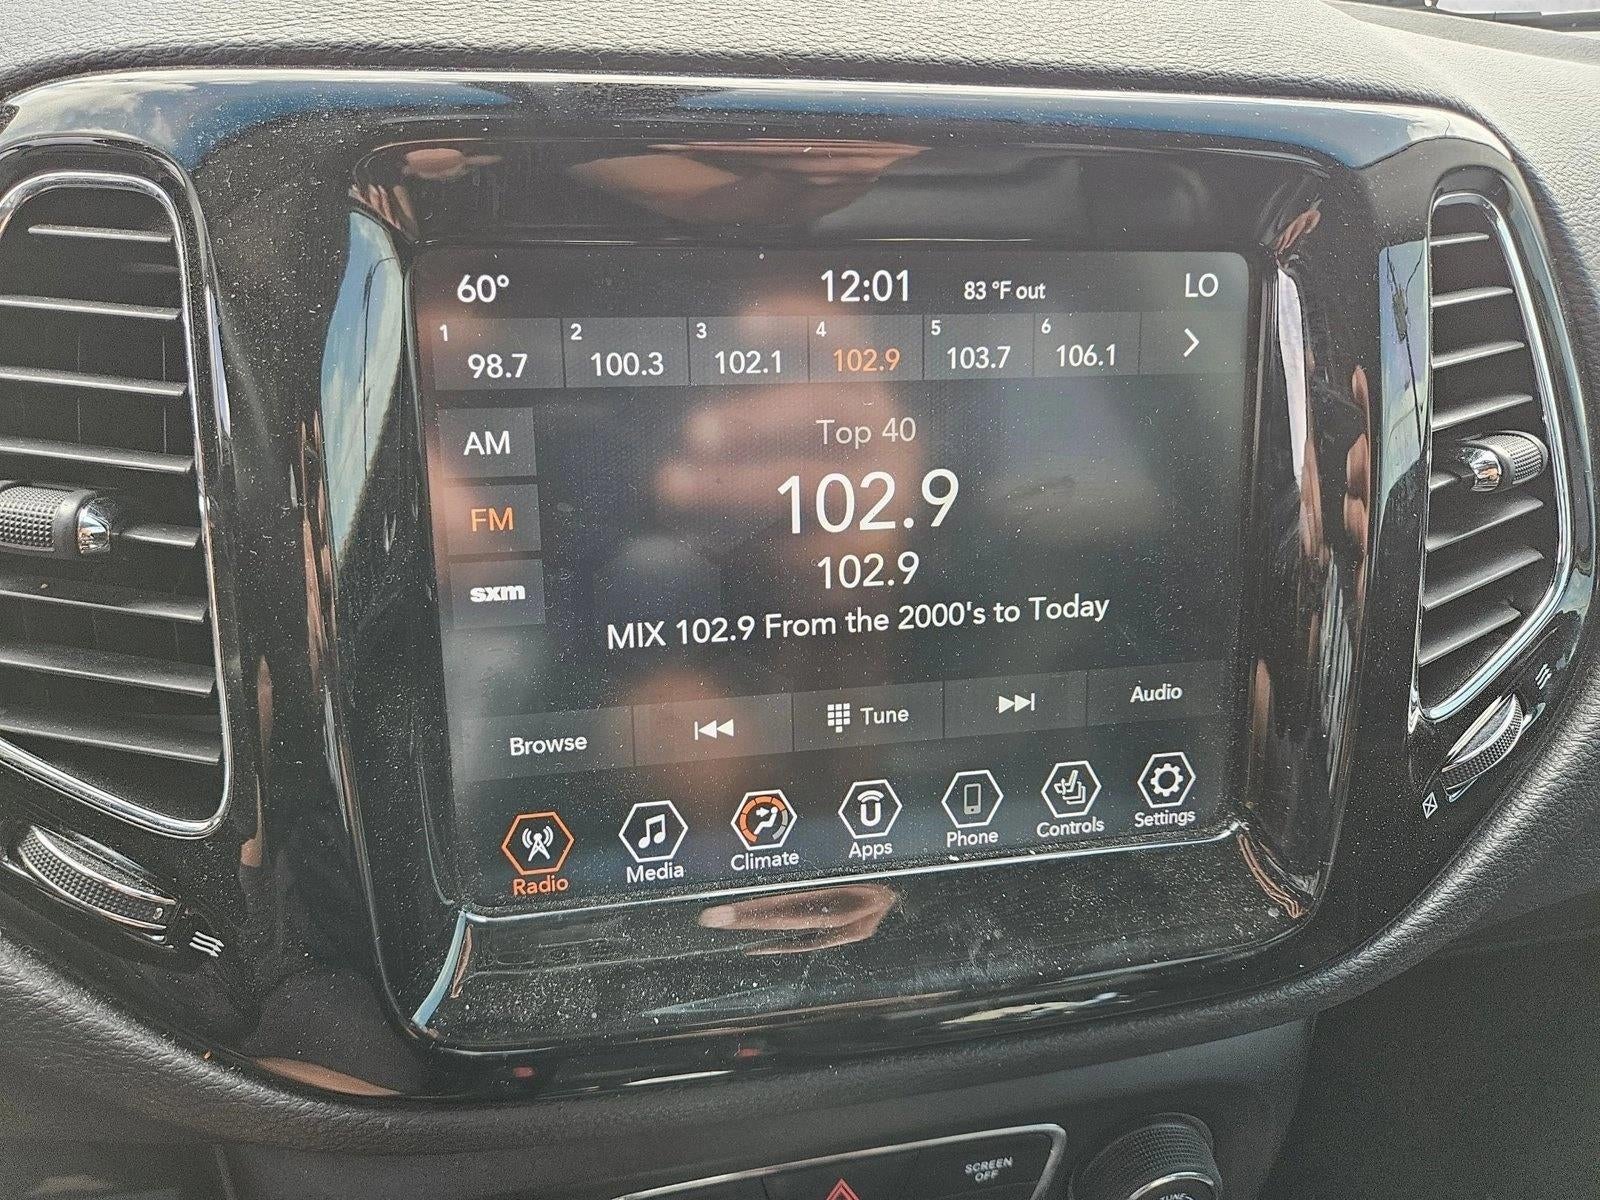 60° 12:01 83 °F out LO
1 2 3 4 5 6
98.7 100.3 102.1 102.9 103.7 106.1
AM
FM
sxm
Top 40
102.9
102.9
MIX 102.9 From the 2000's to Today
Browse Tune Audio
Radio Media Climate Apps Phone Controls Settings
SCREEN
OFF
TUNE